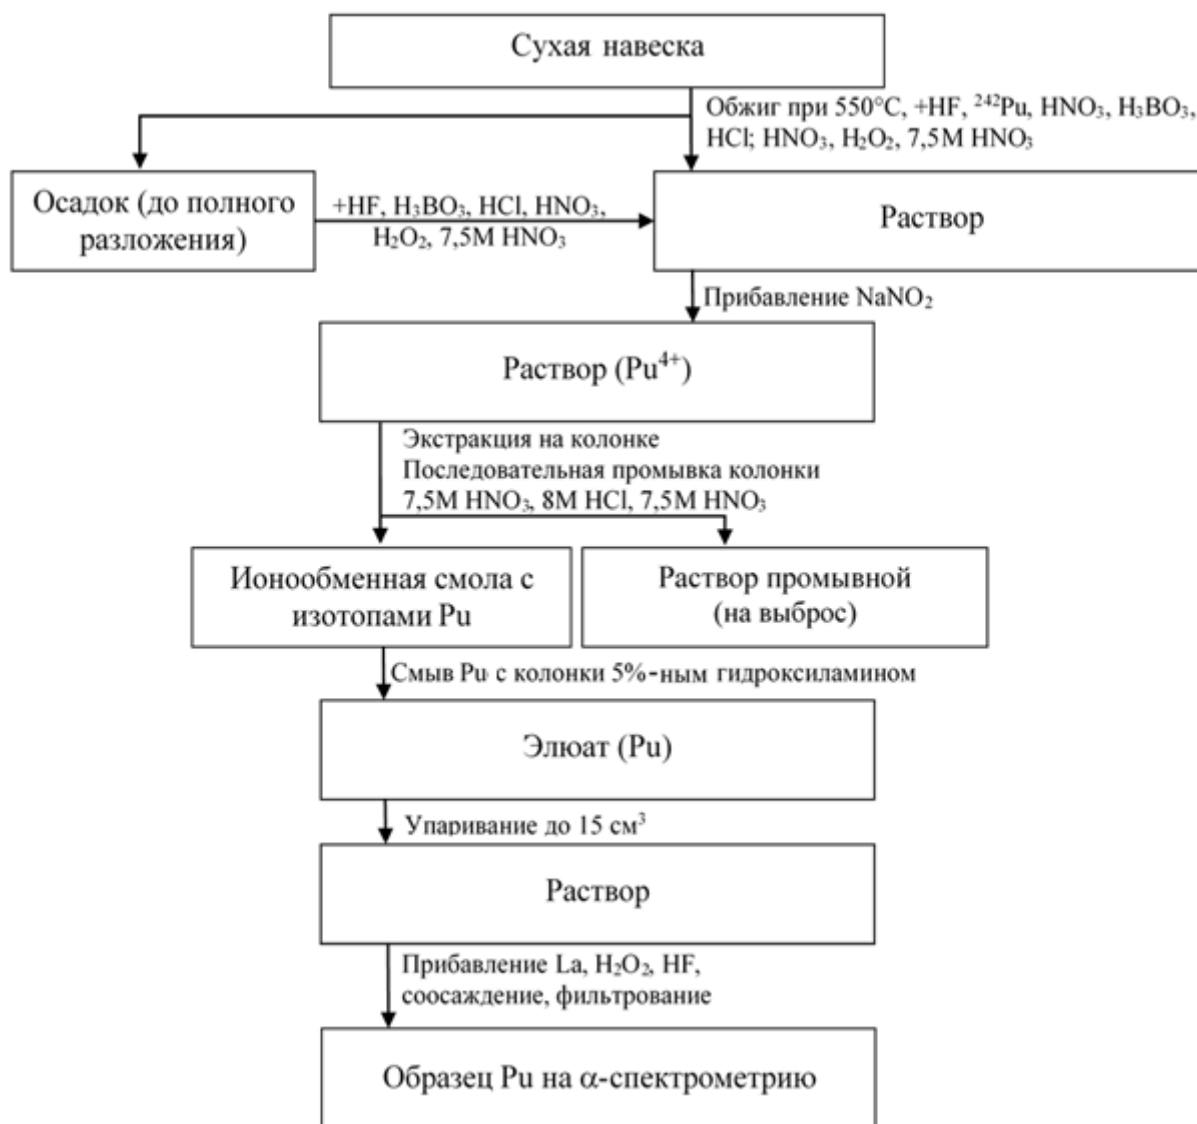 Сухая навеска
Обжиг при 550°C, +HF, ²⁴²Pu, HNO₃, H₃BO₃,
HCl; HNO₃, H₂O₂, 7,5M HNO₃
Осадок (до полного
разложения)
+HF, H₃BO₃, HCl, HNO₃,
H₂O₂, 7,5M HNO₃
Раствор
Прибавление NaNO₂
Раствор (Pu⁴⁺)
Экстракция на колонке
Последовательная промывка колонки
7,5M HNO₃, 8M HCl, 7,5M HNO₃
Ионообменная смола с
изотопами Pu
Раствор промывной
(на выброс)
Смыв Pu с колонки 5%-ным гидроксиламином
Элюат (Pu)
Упаривание до 15 см³
Раствор
Прибавление La, H₂O₂, HF,
соосаждение, фильтрование
Образец Pu на α-спектрометрию